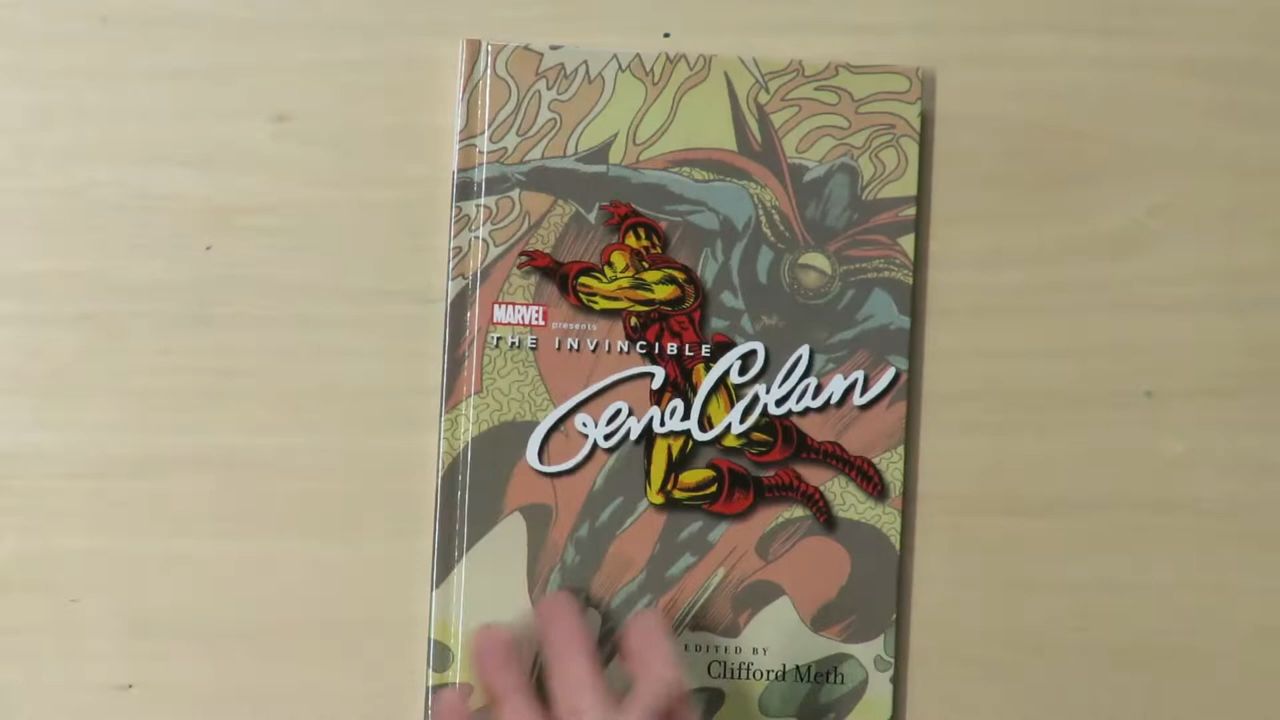 MARVEL presents
THE INVINCIBLE
Gene Colan
EDITED BY
Clifford Meth